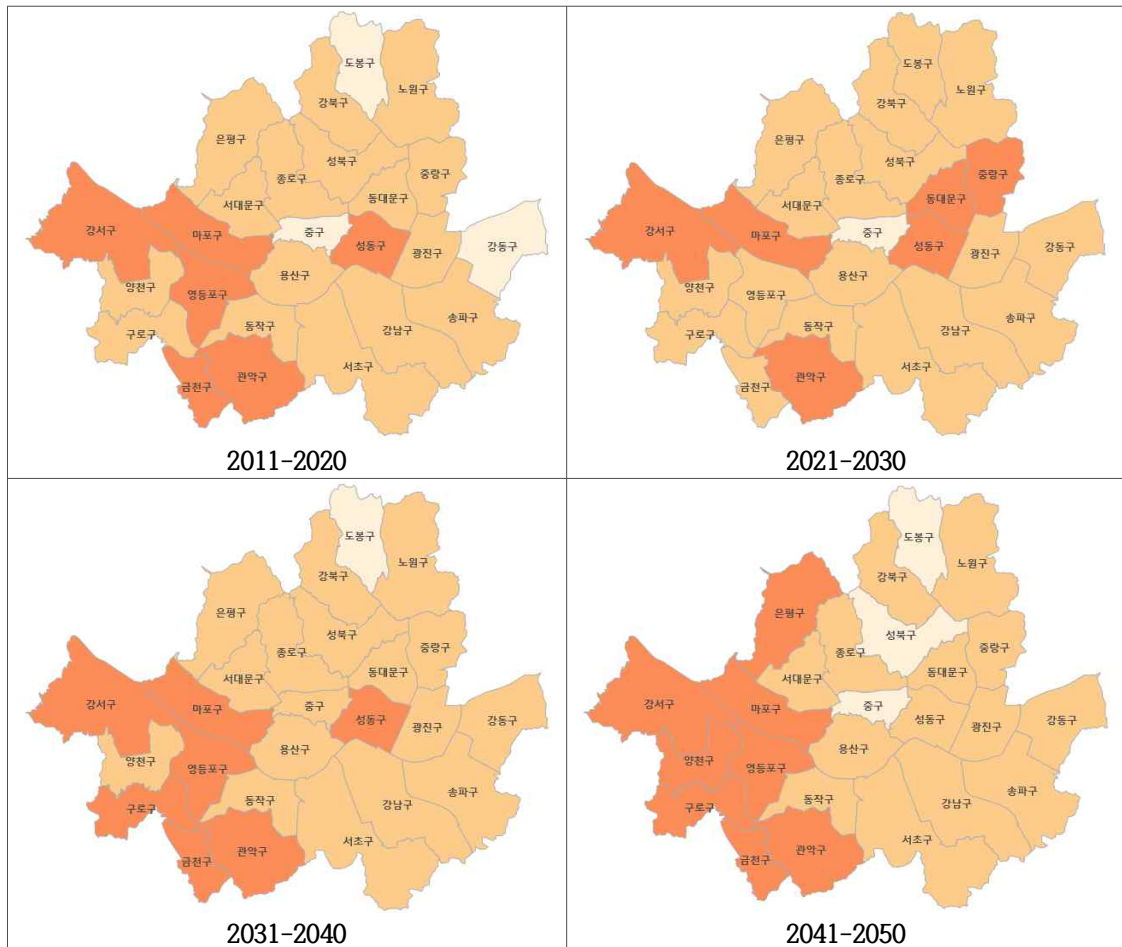 도봉구
노원구
강북구
은평구
성북구
중랑구
종로구
동대문구
서대문구
강서구
마포구
중구
성동구
강동구
광진구
용산구
양천구
영등포구
송파구
동작구
강남구
구로구
서초구
관악구
금천구
2011-2020
도봉구
노원구
강북구
은평구
성북구
중랑구
종로구
동대문구
서대문구
강서구
마포구
중구
성동구
강동구
광진구
용산구
양천구
영등포구
송파구
동작구
강남구
구로구
서초구
관악구
금천구
2021-2030
도봉구
노원구
강북구
은평구
성북구
중랑구
종로구
동대문구
서대문구
강서구
마포구
중구
성동구
강동구
광진구
용산구
양천구
영등포구
송파구
동작구
강남구
구로구
서초구
관악구
금천구
2031-2040
도봉구
노원구
강북구
은평구
성북구
중랑구
종로구
동대문구
서대문구
강서구
마포구
중구
성동구
강동구
광진구
용산구
양천구
영등포구
송파구
동작구
강남구
구로구
서초구
관악구
금천구
2041-2050